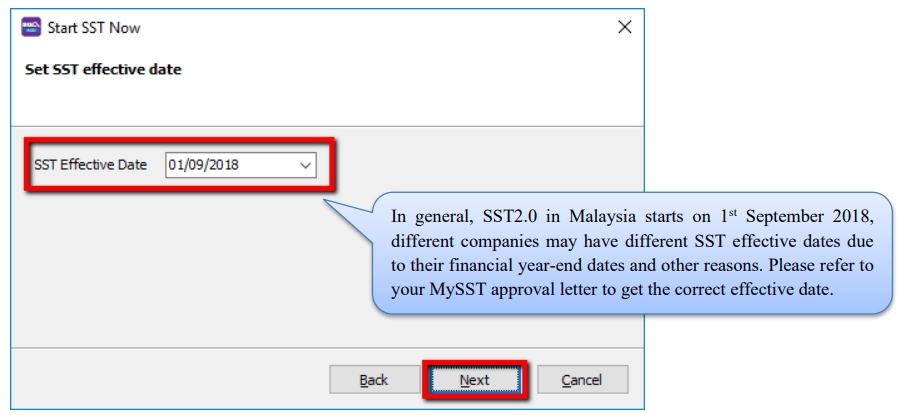 Start SST Now
Set SST effective date
SST Effective Date 01/09/2018
In general, SST2.0 in Malaysia starts on 1st September 2018,
different companies may have different SST effective dates due
to their financial year-end dates and other reasons. Please refer to
your MySST approval letter to get the correct effective date.
Back Next Cancel